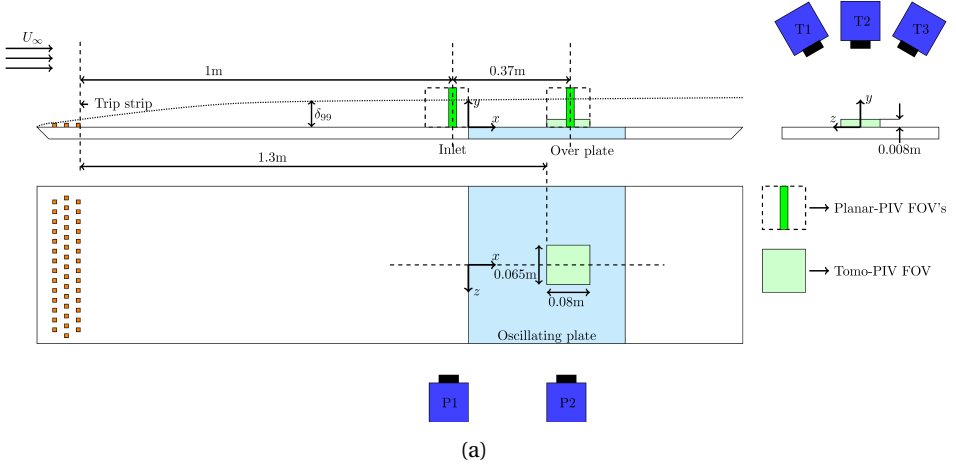 U∞
T1
T2
T3
1m
0.37m
Trip strip
y
δ99
x
Inlet
Over plate
y
z
0.008m
1.3m
Planar-PIV FOV's
x
0.065m
z
0.08m
Tomo-PIV FOV
Oscillating plate
P1
P2
(a)